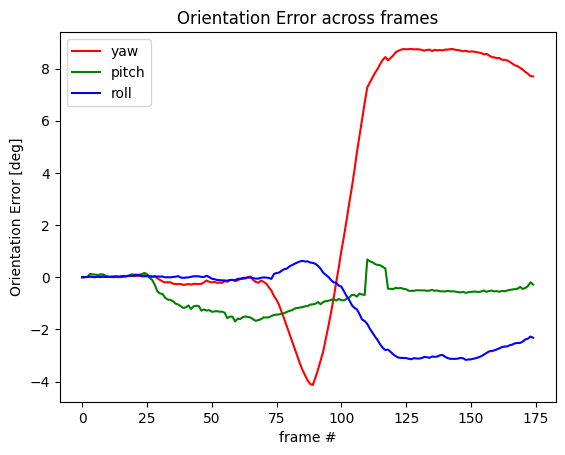 Orientation Error across frames
yaw
pitch
roll
Orientation Error [deg]
8
6
4
2
0
−2
−4
0 25 50 75 100 125 150 175
frame #